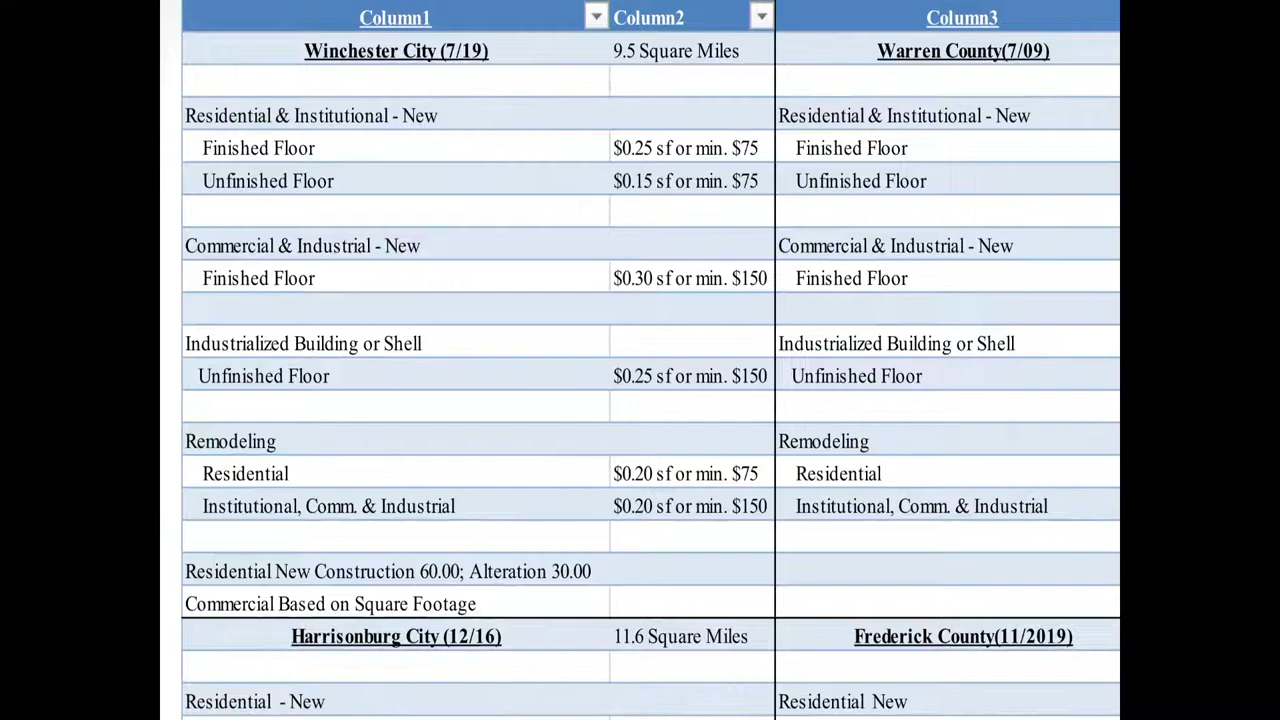 Column1 Column2 Column3
Winchester City (7/19) 9.5 Square Miles Warren County(7/09)
Residential & Institutional - New Residential & Institutional - New
Finished Floor $0.25 sf or min. $75 Finished Floor
Unfinished Floor $0.15 sf or min. $75 Unfinished Floor
Commercial & Industrial - New Commercial & Industrial - New
Finished Floor $0.30 sf or min. $150 Finished Floor
Industrialized Building or Shell Industrialized Building or Shell
Unfinished Floor $0.25 sf or min. $150 Unfinished Floor
Remodeling Remodeling
Residential $0.20 sf or min. $75 Residential
Institutional, Comm. & Industrial $0.20 sf or min. $150 Institutional, Comm. & Industrial
Residential New Construction 60.00; Alteration 30.00
Commercial Based on Square Footage
Harrisonburg City (12/16) 11.6 Square Miles Frederick County(11/2019)
Residential - New Residential New